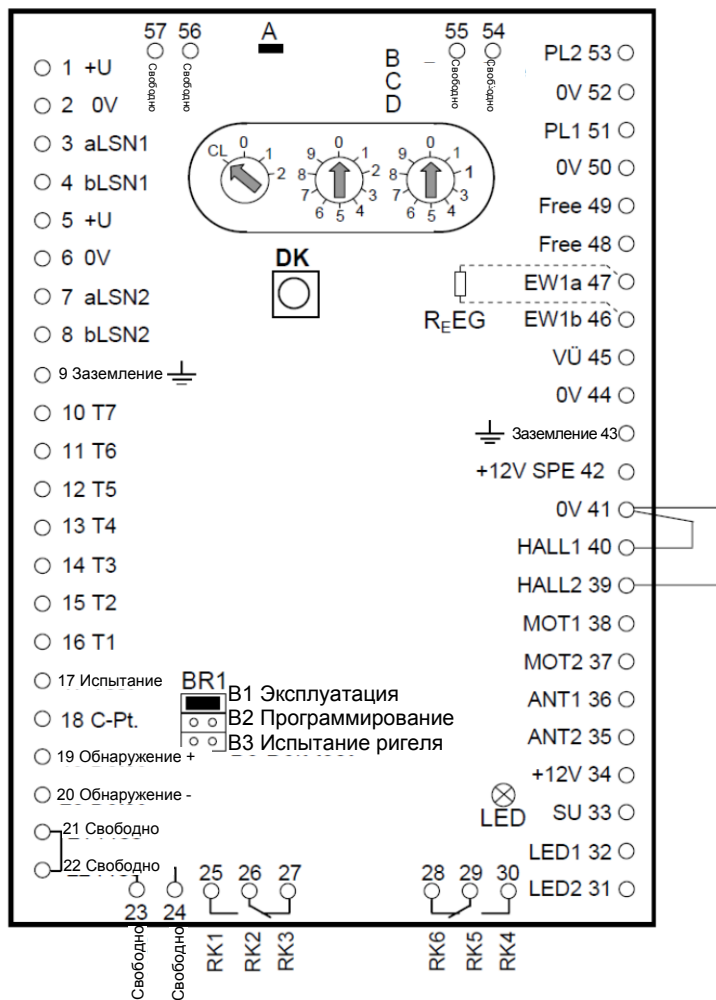 57 56
Свободно
Свободно
A
B
C
D
55 54
Свободно
Свободно
1 +U
2 0V
3 aLSN1
4 bLSN1
5 +U
6 0V
7 aLSN2
8 bLSN2
9 Заземление
10 T7
11 T6
12 T5
13 T4
14 T3
15 T2
16 T1
17 Испытание
18 C-Pt.
19 Обнаружение +
20 Обнаружение -
21 Свободно
22 Свободно
CL 0 1 2
0 1 2 3 4 5 6 7 8 9
0 1 1 3 4 5 6 7 8 9
DK
REEG
BR1
B1 Эксплуатация
B2 Программирование
B3 Испытание ригеля
LED
PL2 53
0V 52
PL1 51
0V 50
Free 49
Free 48
EW1a 47
EW1b 46
VÜ 45
0V 44
Заземление 43
+12V SPE 42
0V 41
HALL1 40
HALL2 39
MOT1 38
MOT2 37
ANT1 36
ANT2 35
+12V 34
SU 33
LED1 32
LED2 31
23 24 25 26 27 28 29 30
Свободно
Свободно
RK1
RK2
RK3
RK6
RK5
RK4